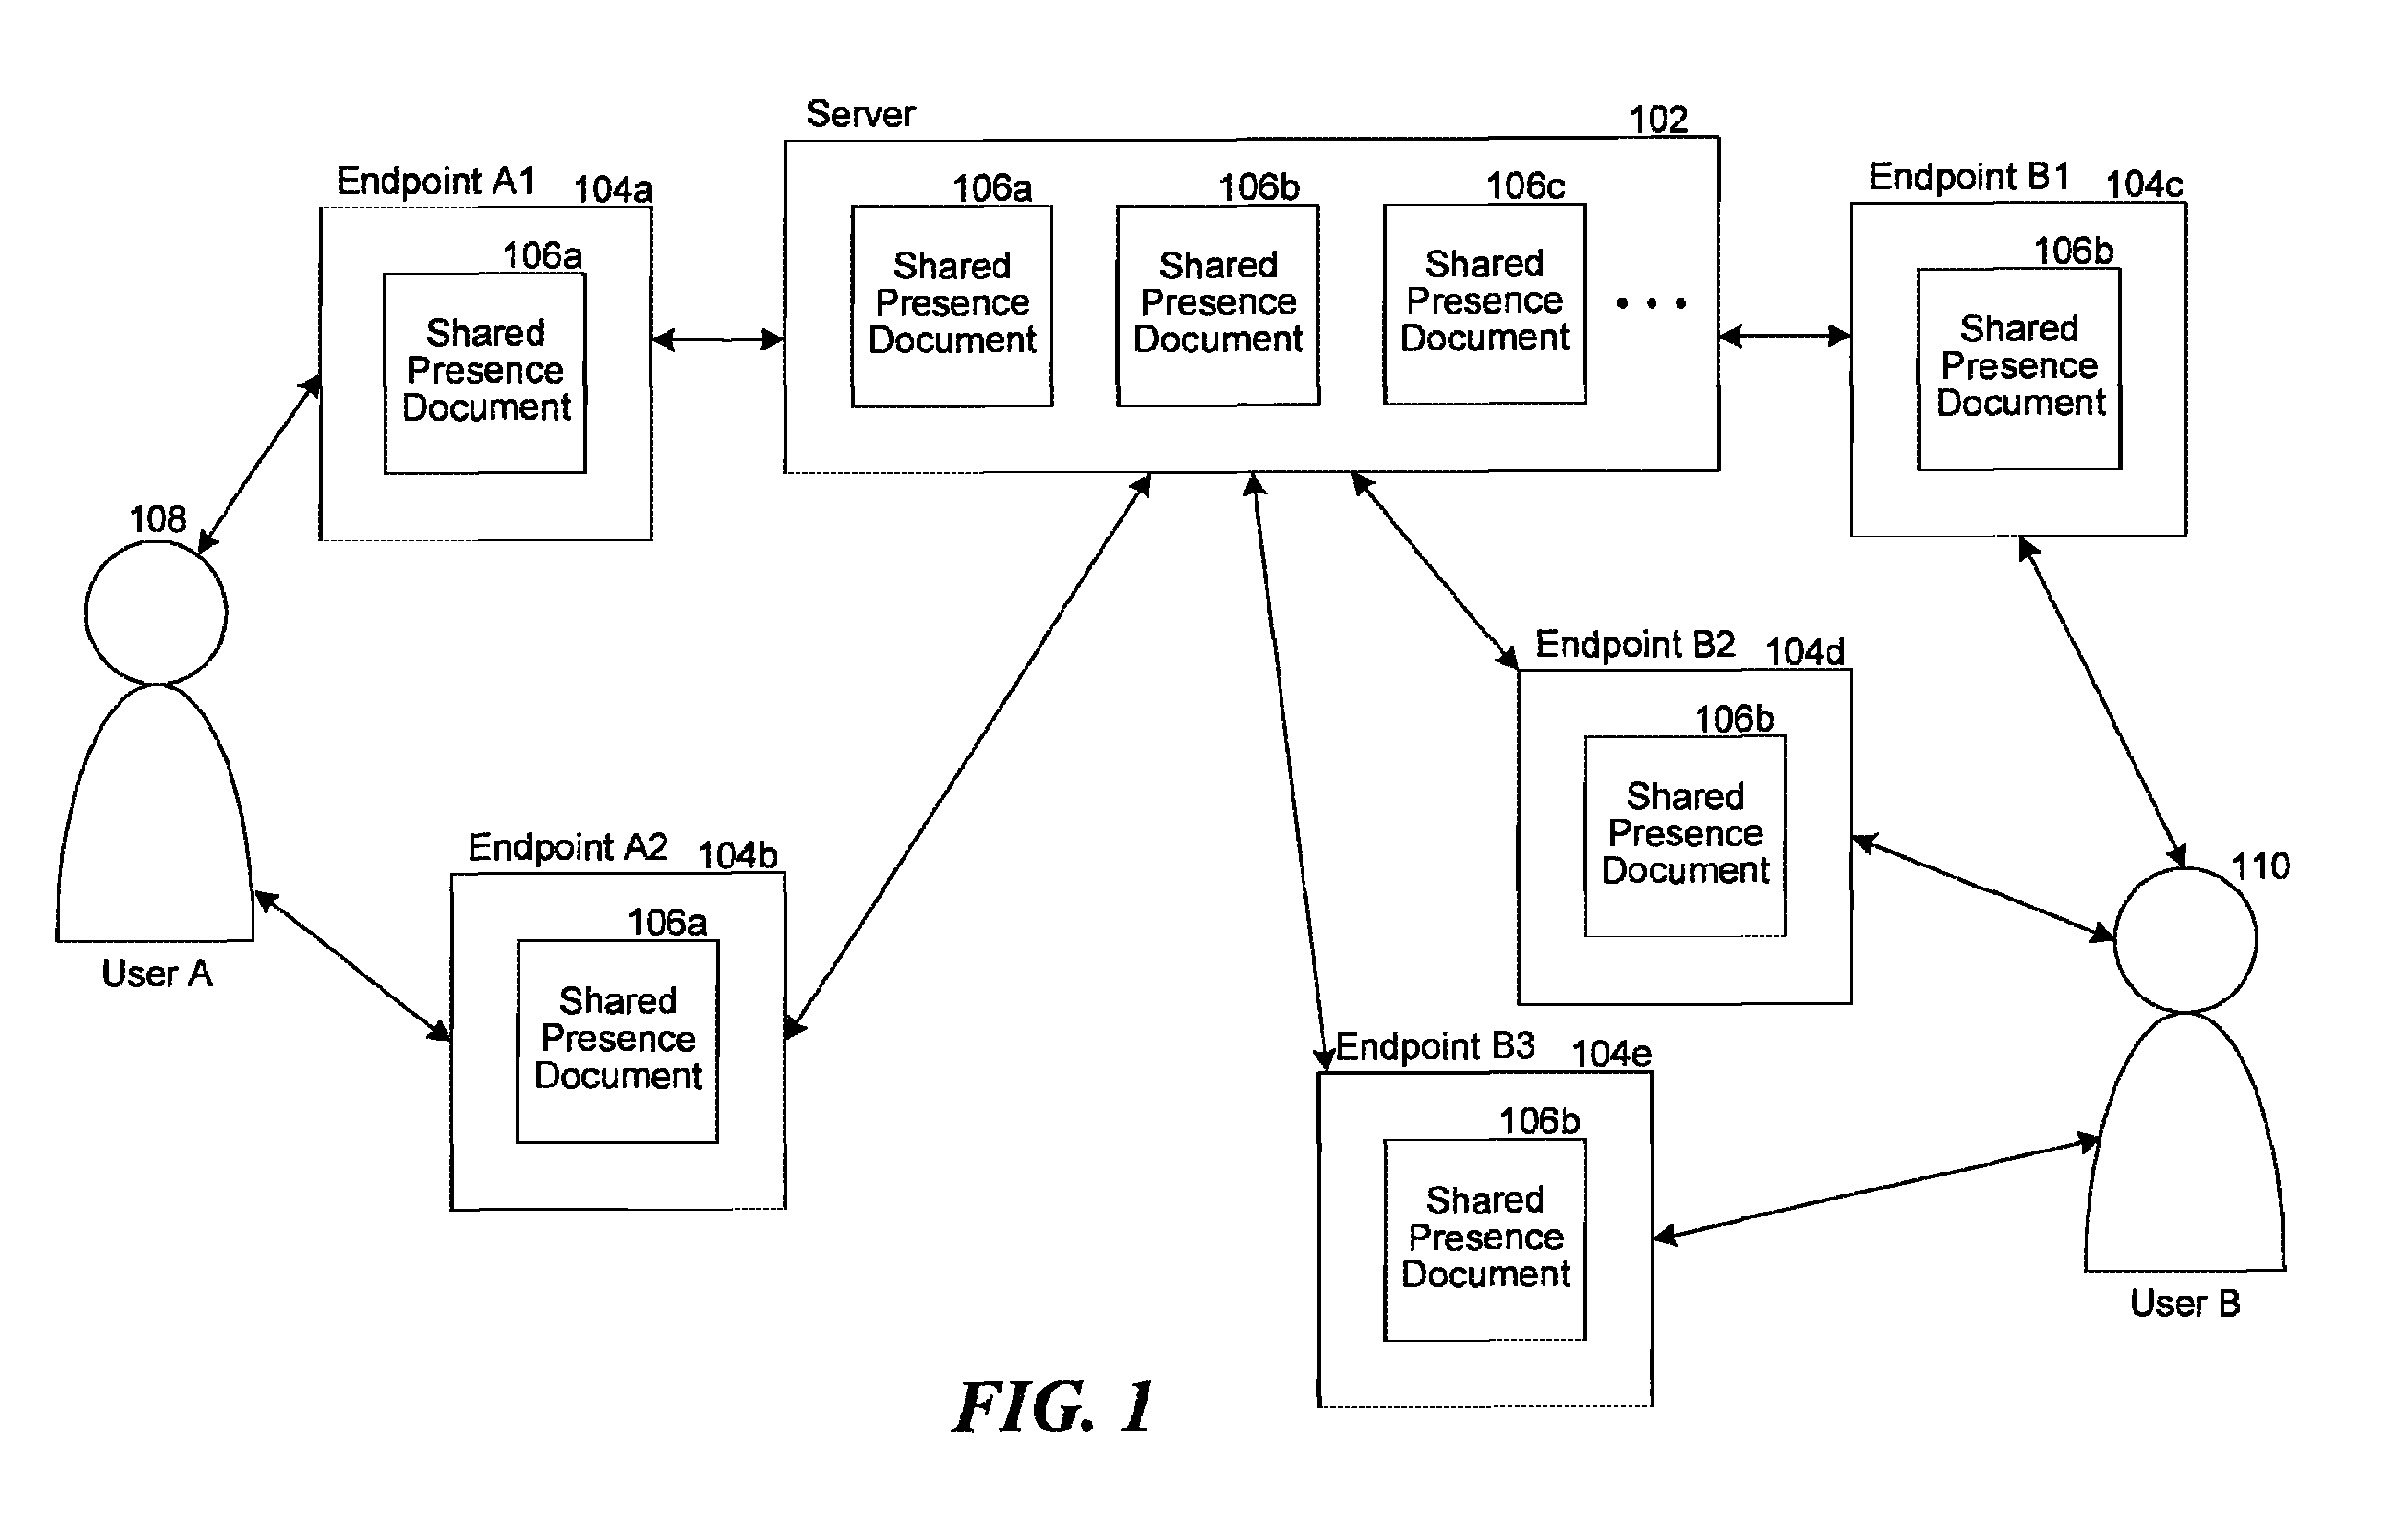 Server
102
Endpoint A1
104a
106a
Shared
Presence
Document
106a
Shared
Presence
Document
106b
Shared
Presence
Document
106c
Shared
Presence
Document
. . .
Endpoint B1
104c
106b
Shared
Presence
Document
108
User A
Endpoint A2
104b
106a
Shared
Presence
Document
Endpoint B2
104d
106b
Shared
Presence
Document
Endpoint B3
104e
106b
Shared
Presence
Document
110
User B
FIG. 1